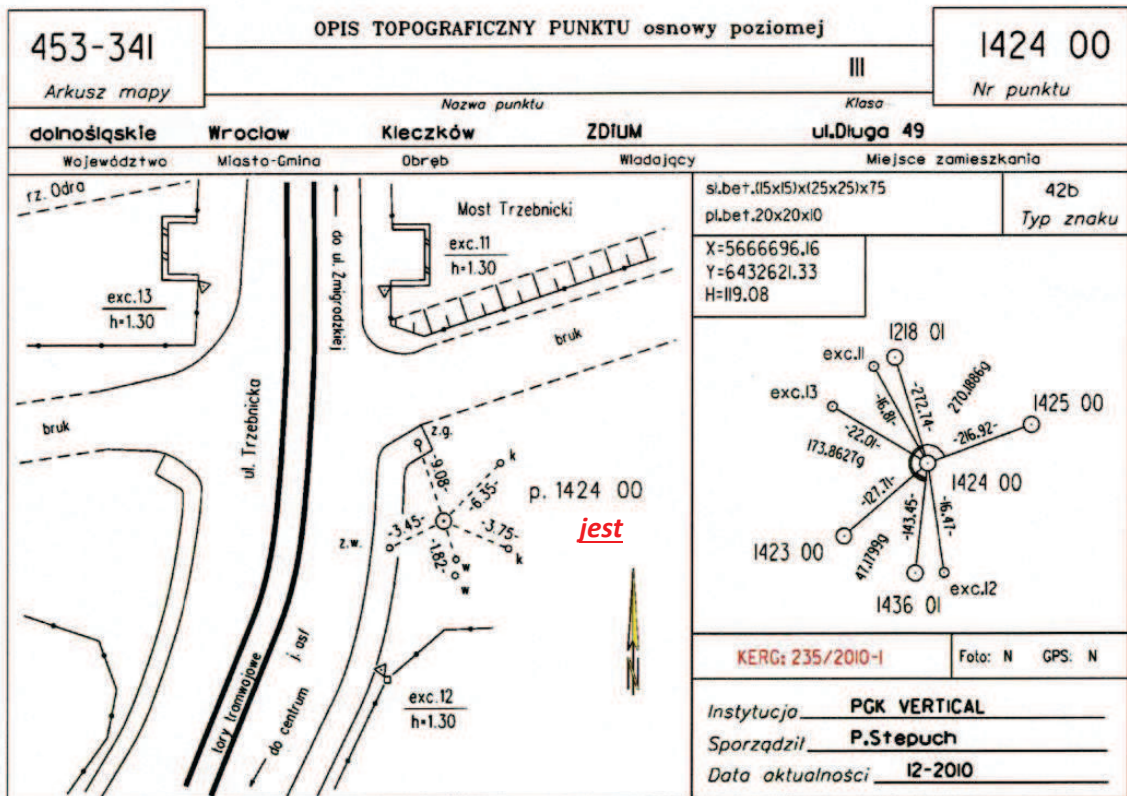 453-341
Arkusz mapy
OPIS TOPOGRAFICZNY PUNKTU osnowy poziomej
III
Nazwa punktu
Klasa
1424 00
Nr punktu
dolnośląskie Wrocław Kleczków ZDiUM ul.Długa 49
Województwo Miasto-Gmina Obręb Władający Miejsce zamieszkania
rz. Odra
exc.13
h=1.30
do ul. Żmigrodzkiej
Most Trzebnicki
exc.11
h=1.30
bruk
bruk
ul. Trzebnicka
z.g.
-9.08-
-6.35-
k
-3.45-
-3.75-
k
z.w.
-1.82-
w
w
p. 1424 00
jest
tory tramwajowe
j. asf
do centrum
exc.12
h=1.30
N
sł.bet.(15x15)x(25x25)x75
pł.bet.20x20x10
42b
Typ znaku
X=5666696.16
Y=6432621.33
H=119.08
1218 01
exc.11
exc.13
-272.74-
270.1886g
-16.81-
1425 00
-216.92-
-22.01-
173.8627g
1424 00
-127.71-
-143.45-
-16.47-
1423 00
47.1799g
1436 01
exc.12
KERG: 235/2010-1
Foto: N GPS: N
Instytucja PGK VERTICAL
Sporządził P.Stepuch
Data aktualności 12-2010